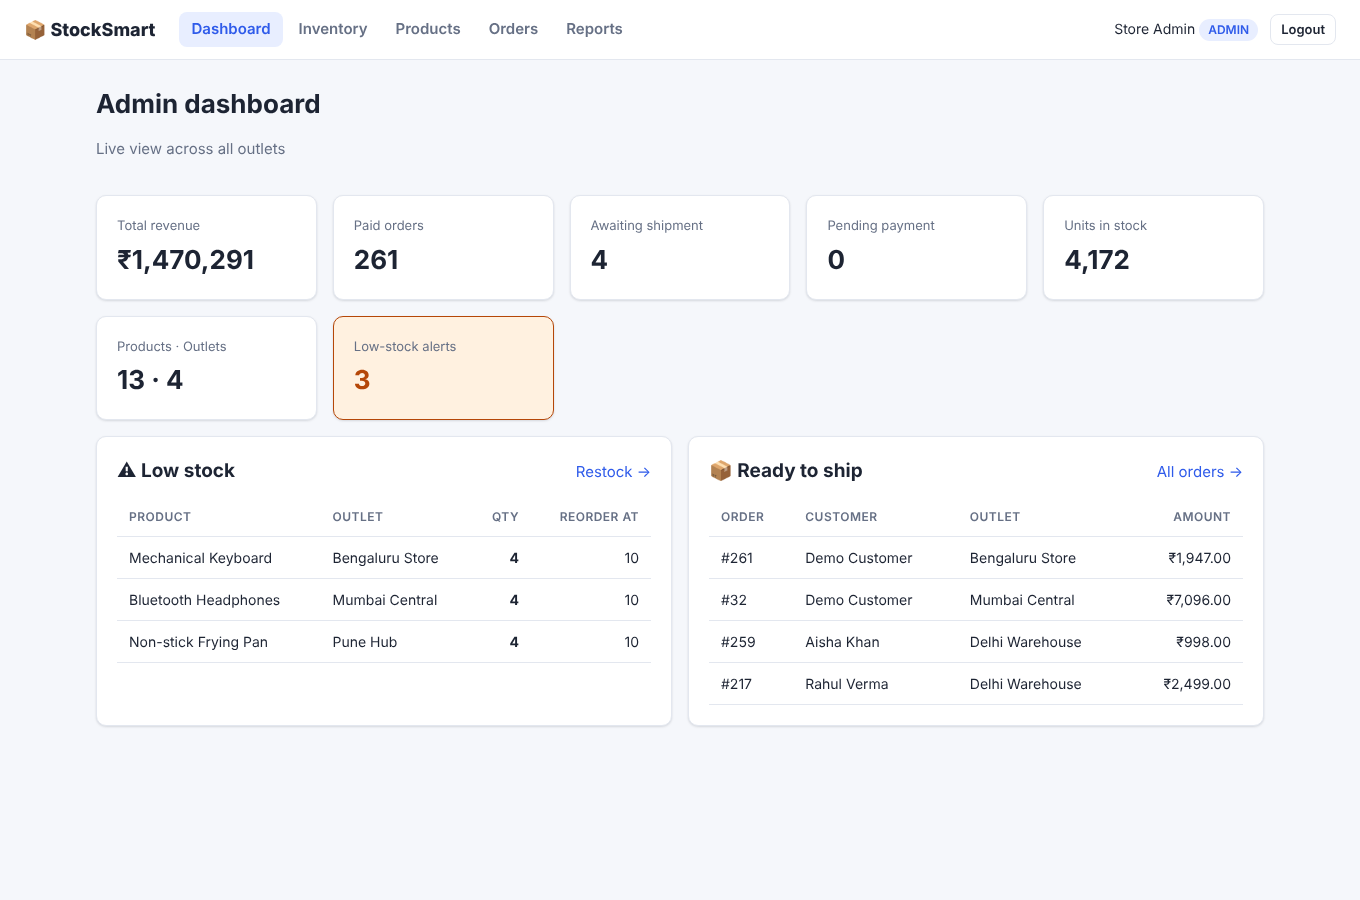 📦 StockSmart Dashboard Inventory Products Orders Reports Store Admin ADMIN Logout
Admin dashboard
Live view across all outlets
Total revenue
₹1,470,291
Paid orders
261
Awaiting shipment
4
Pending payment
0
Units in stock
4,172
Products · Outlets
13 · 4
Low-stock alerts
3
⚠ Low stock
Restock →
PRODUCT OUTLET QTY REORDER AT
Mechanical Keyboard Bengaluru Store 4 10
Bluetooth Headphones Mumbai Central 4 10
Non-stick Frying Pan Pune Hub 4 10
📦 Ready to ship
All orders →
ORDER CUSTOMER OUTLET AMOUNT
#261 Demo Customer Bengaluru Store ₹1,947.00
#32 Demo Customer Mumbai Central ₹7,096.00
#259 Aisha Khan Delhi Warehouse ₹998.00
#217 Rahul Verma Delhi Warehouse ₹2,499.00